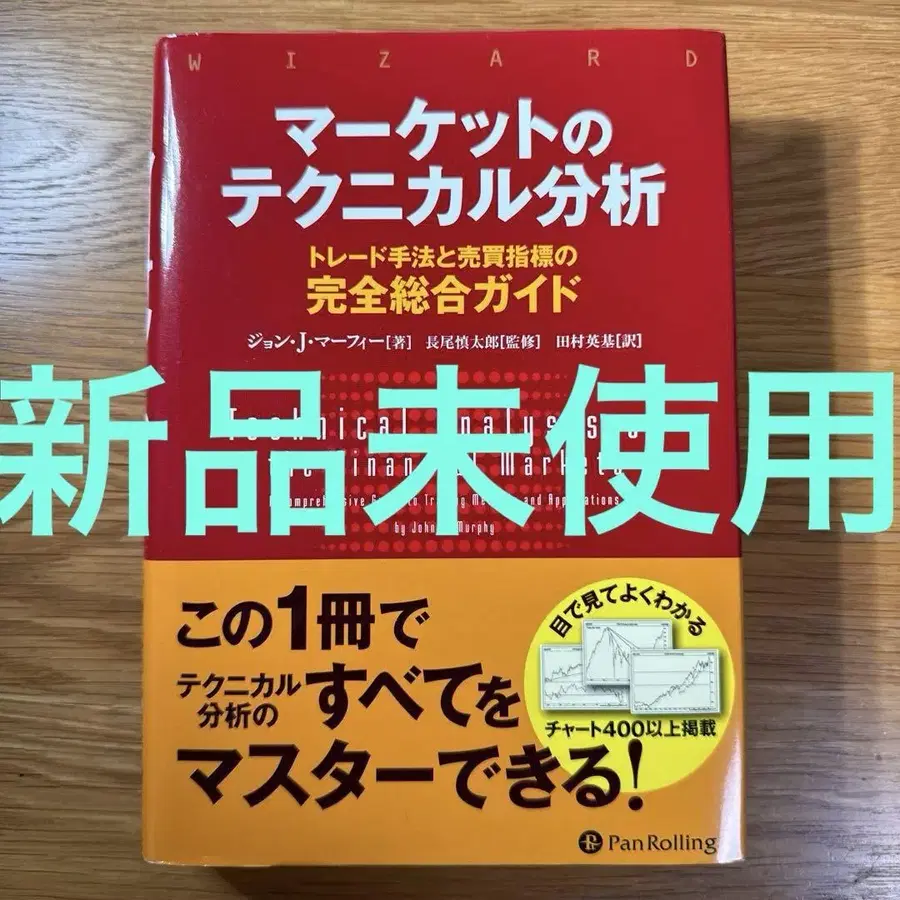 WIZARD
マーケットの
テクニカル分析
トレード手法と売買指標の
完全総合ガイド
ジョン・J・マーフィー[著] 長尾慎太郎[監修] 田村英基[訳]
新品未使用
by John Murphy
この1冊で
テクニカル
分析の
すべてを
マスターできる!
目で見てよくわかる
チャート400以上掲載
PanRolling